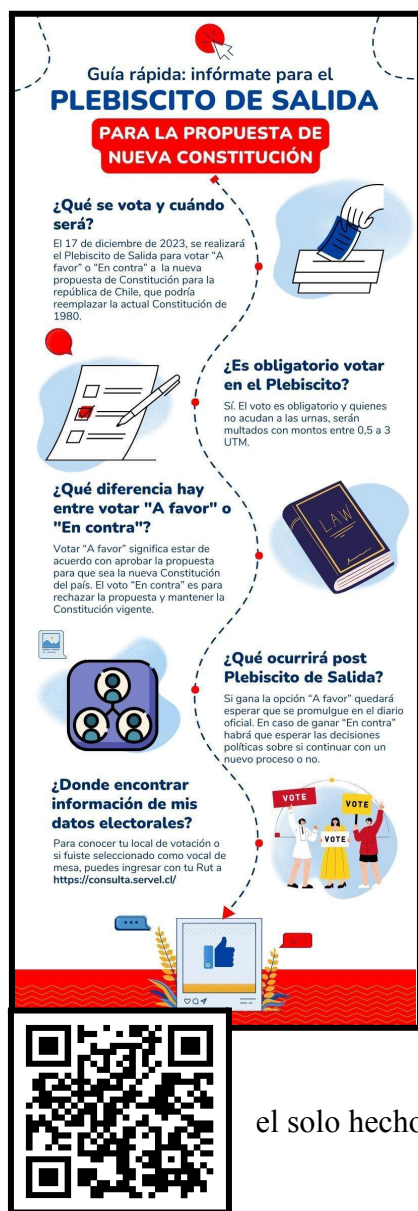 Guía rápida: infórmate para el
PLEBISCITO DE SALIDA
PARA LA PROPUESTA DE
NUEVA CONSTITUCIÓN
¿Qué se vota y cuándo
será?
El 17 de diciembre de 2023, se realizará
el Plebiscito de Salida para votar “A
favor” o “En contra” a la nueva
propuesta de Constitución para la
república de Chile, que podría
reemplazar la actual Constitución de
1980.
¿Es obligatorio votar
en el Plebiscito?
Sí. El voto es obligatorio y quienes
no acudan a las urnas, serán
multados con montos entre 0,5 a 3
UTM.
¿Qué diferencia hay
entre votar "A favor" o
"En contra"?
Votar “A favor” significa estar de
acuerdo con aprobar la propuesta
para que sea la nueva Constitución
del país. El voto “En contra” es para
rechazar la propuesta y mantener la
Constitución vigente.
LAW
¿Qué ocurrirá post
Plebiscito de Salida?
Si gana la opción “A favor” quedará
esperar que se promulgue en el diario
oficial. En caso de ganar “En contra”
habrá que esperar las decisiones
políticas sobre si continuar con un
nuevo proceso o no.
¿Donde encontrar
información de mis
datos electorales?
Para conocer tu local de votación o
si fuiste seleccionado como vocal de
mesa, puedes ingresar con tu Rut a
https://consulta.servel.cl/
VOTE
VOTE
VOTE
el solo hecho